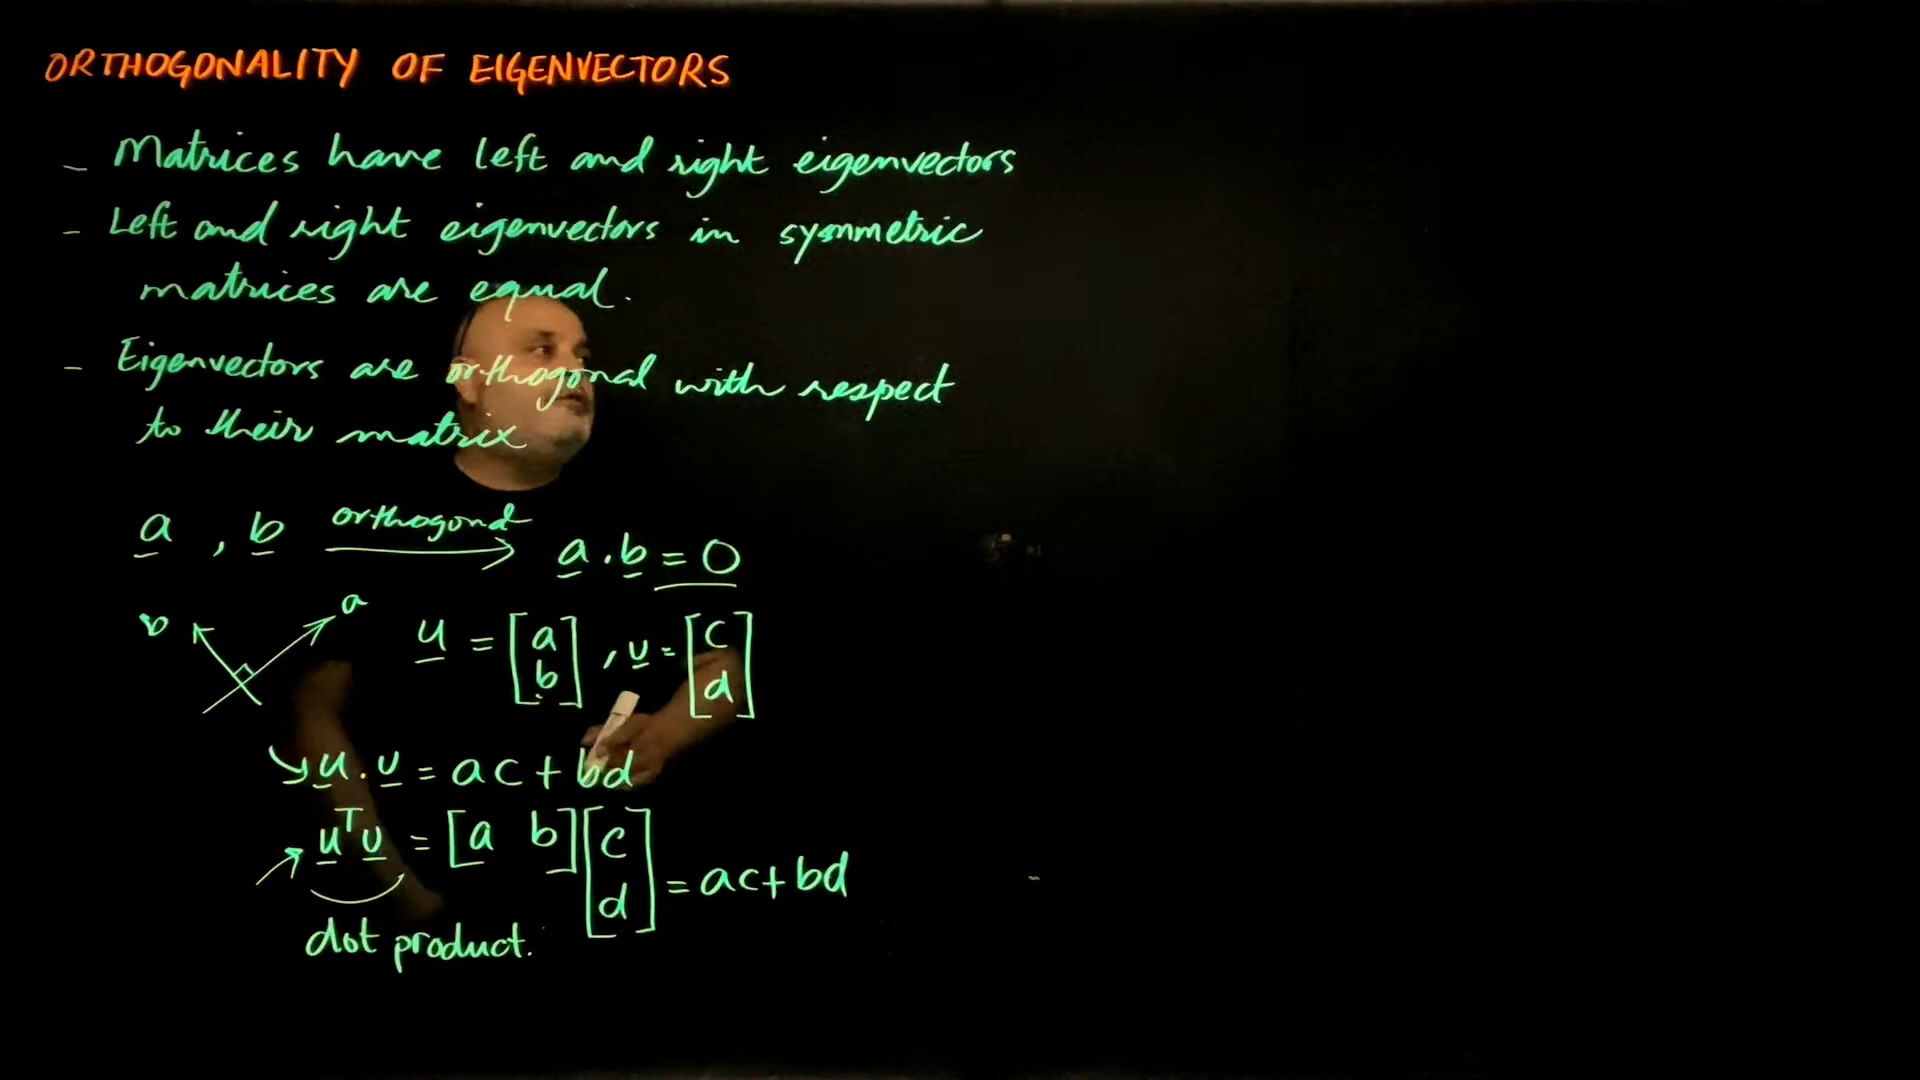 ORTHOGONALITY OF EIGENVECTORS
- Matrices have left and right eigenvectors
- Left and right eigenvectors in symmetric
matrices are equal.
- Eigenvectors are orthogonal with respect
to their matrix
a , b orthogonal → a . b = 0
b a
u = [a b] , v = [c d]
u . v = ac + bd
uᵀv = [a b] [c d] = ac + bd
dot product.